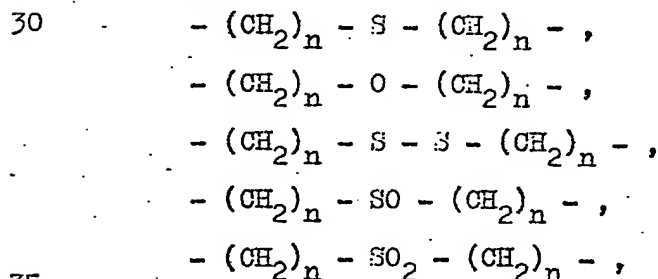 30 - (CH₂)ₙ - S - (CH₂)ₙ - ,
- (CH₂)ₙ - O - (CH₂)ₙ - ,
- (CH₂)ₙ - S - S - (CH₂)ₙ - ,
- (CH₂)ₙ - SO - (CH₂)ₙ - ,
35 - (CH₂)ₙ - SO₂ - (CH₂)ₙ - ,